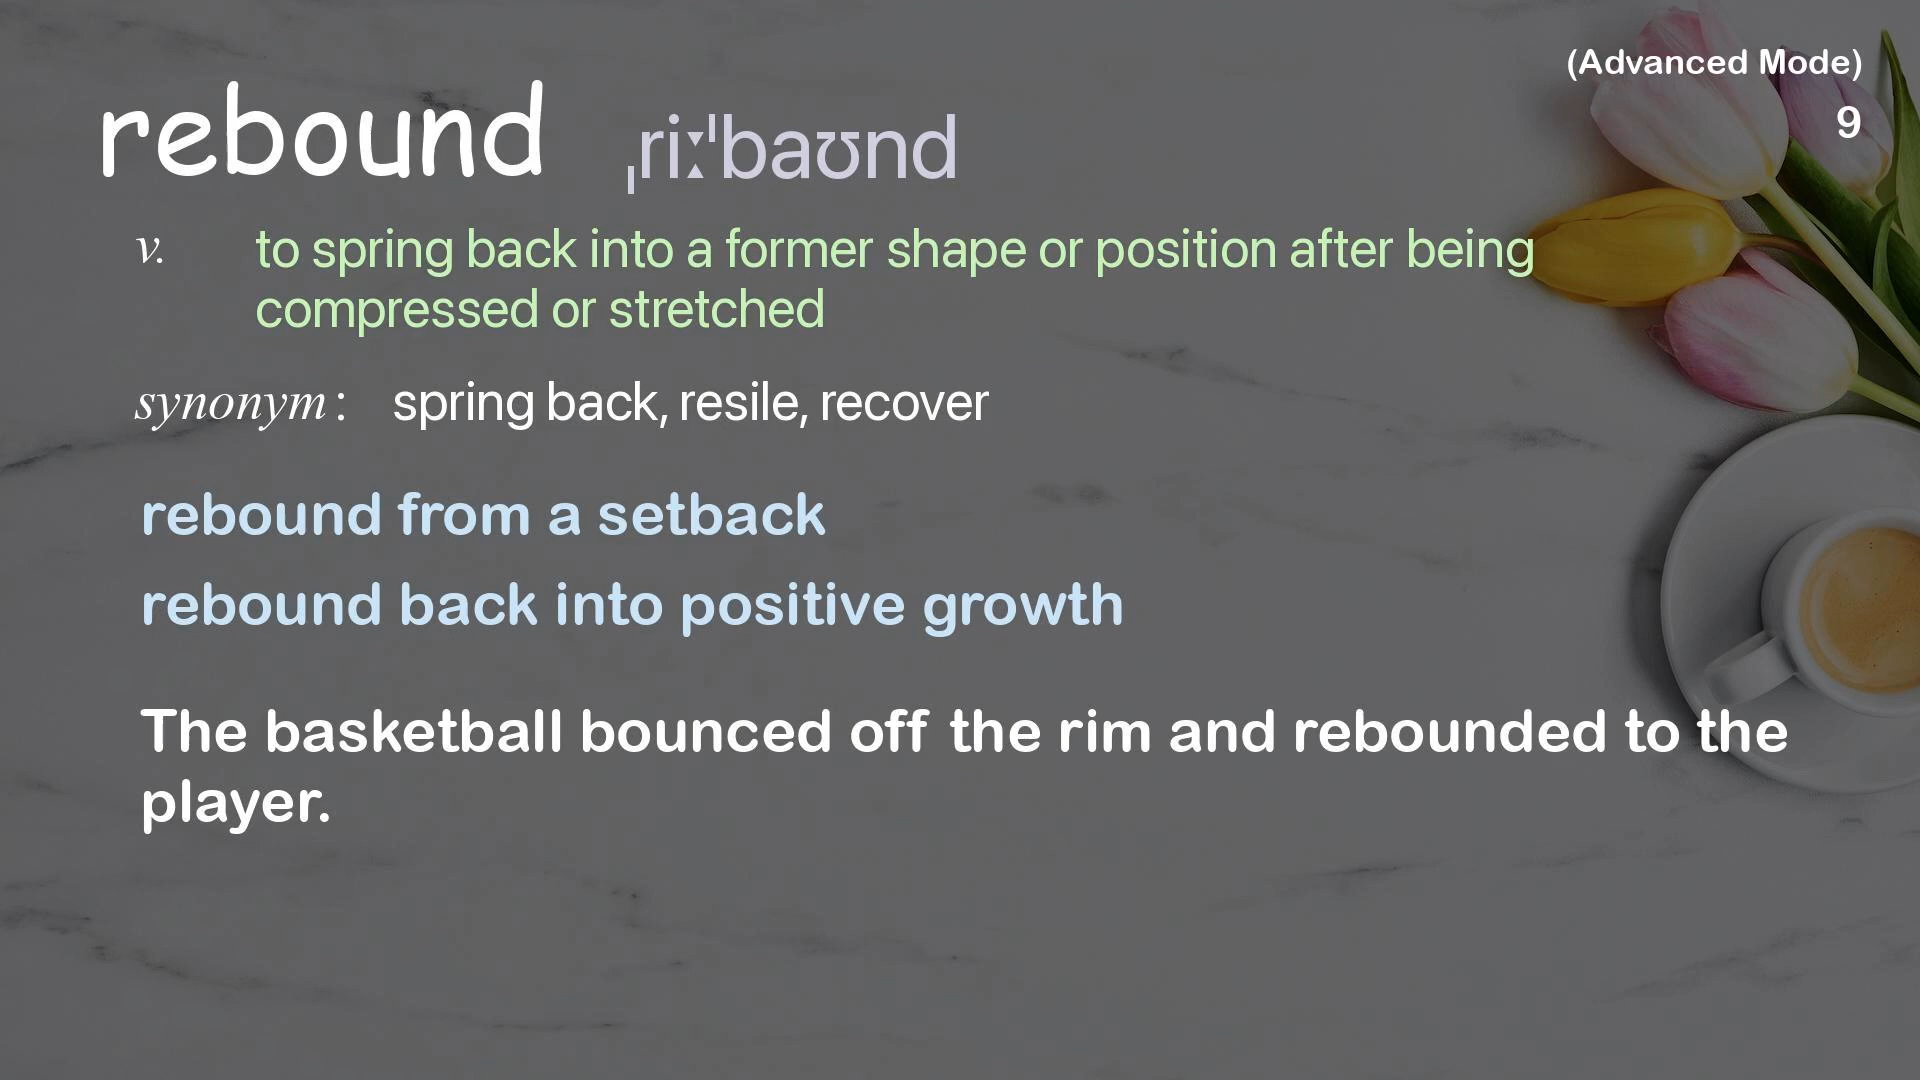 (Advanced Mode)
9
rebound ˌriːˈbaʊnd
v. to spring back into a former shape or position after being
compressed or stretched
synonym : spring back, resile, recover
rebound from a setback
rebound back into positive growth
The basketball bounced off the rim and rebounded to the
player.